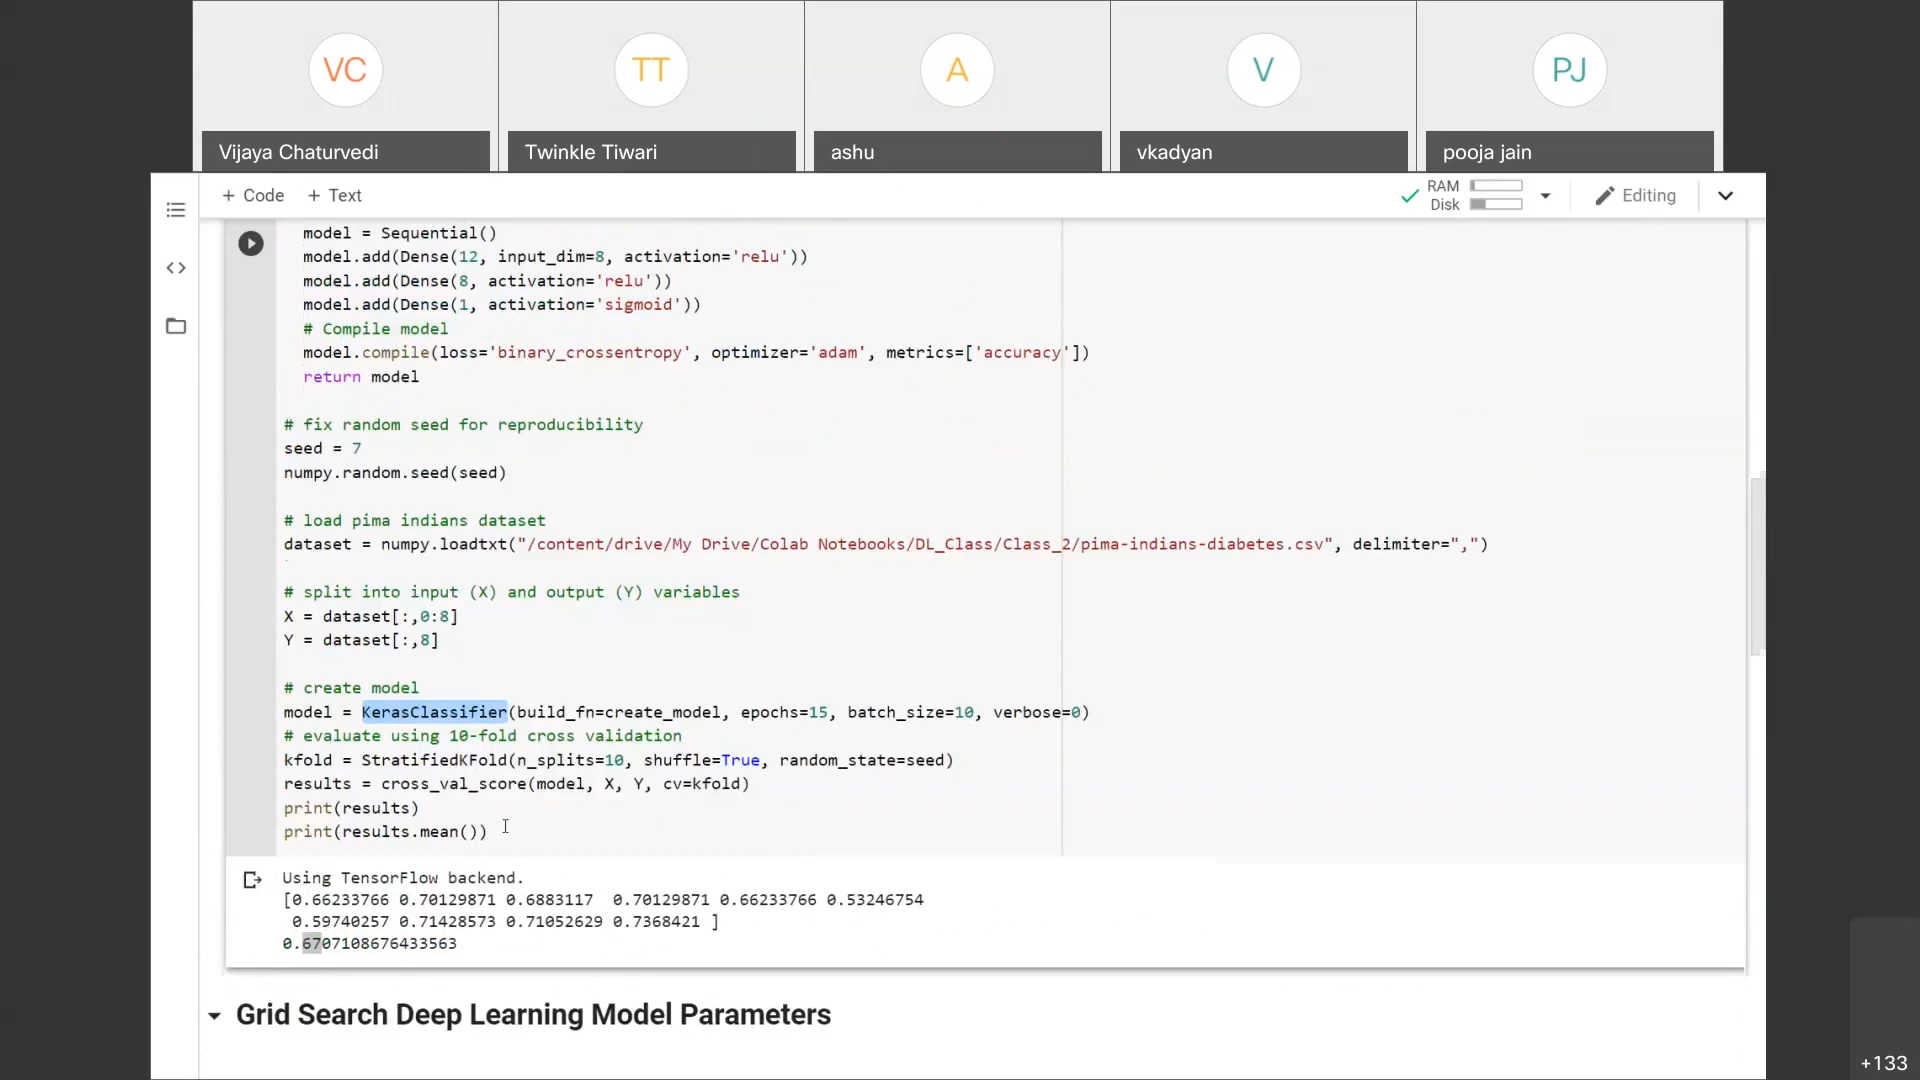 VC TT A V PJ
Vijaya Chaturvedi Twinkle Tiwari ashu vkadyan pooja jain
+ Code + Text RAM Disk Editing
model = Sequential()
model.add(Dense(12, input_dim=8, activation='relu'))
model.add(Dense(8, activation='relu'))
model.add(Dense(1, activation='sigmoid'))
# Compile model
model.compile(loss='binary_crossentropy', optimizer='adam', metrics=['accuracy'])
return model
# fix random seed for reproducibility
seed = 7
numpy.random.seed(seed)
# load pima indians dataset
dataset = numpy.loadtxt("/content/drive/My Drive/Colab Notebooks/DL_Class/Class_2/pima-indians-diabetes.csv", delimiter=",")
# split into input (X) and output (Y) variables
X = dataset[:,0:8]
Y = dataset[:,8]
# create model
model = KerasClassifier(build_fn=create_model, epochs=15, batch_size=10, verbose=0)
# evaluate using 10-fold cross validation
kfold = StratifiedKFold(n_splits=10, shuffle=True, random_state=seed)
results = cross_val_score(model, X, Y, cv=kfold)
print(results)
print(results.mean())
Using TensorFlow backend.
[0.66233766 0.70129871 0.6883117  0.70129871 0.66233766 0.53246754
0.59740257 0.71428573 0.71052629 0.7368421 ]
0.6707108676433563
Grid Search Deep Learning Model Parameters
+133